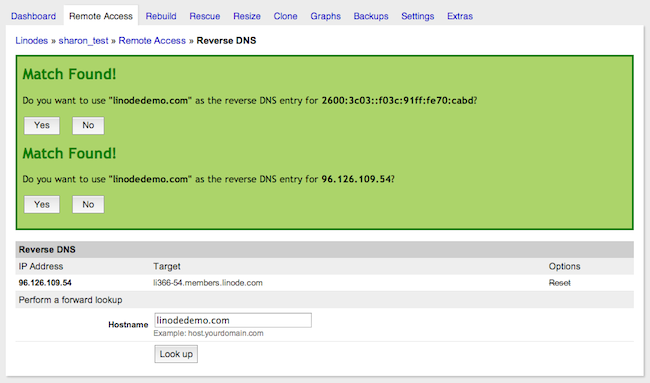 Dashboard Remote Access Rebuild Rescue Resize Clone Graphs Backups Settings Extras
Linodes » sharon_test » Remote Access » Reverse DNS
Match Found!
Do you want to use "linodedemo.com" as the reverse DNS entry for 2600:3c03::f03c:91ff:fe70:cabd?
Yes No
Match Found!
Do you want to use "linodedemo.com" as the reverse DNS entry for 96.126.109.54?
Yes No
Reverse DNS
IP Address Target Options
96.126.109.54 li366-54.members.linode.com Reset
Perform a forward lookup
Hostname linodedemo.com
Example: host.yourdomain.com
Look up